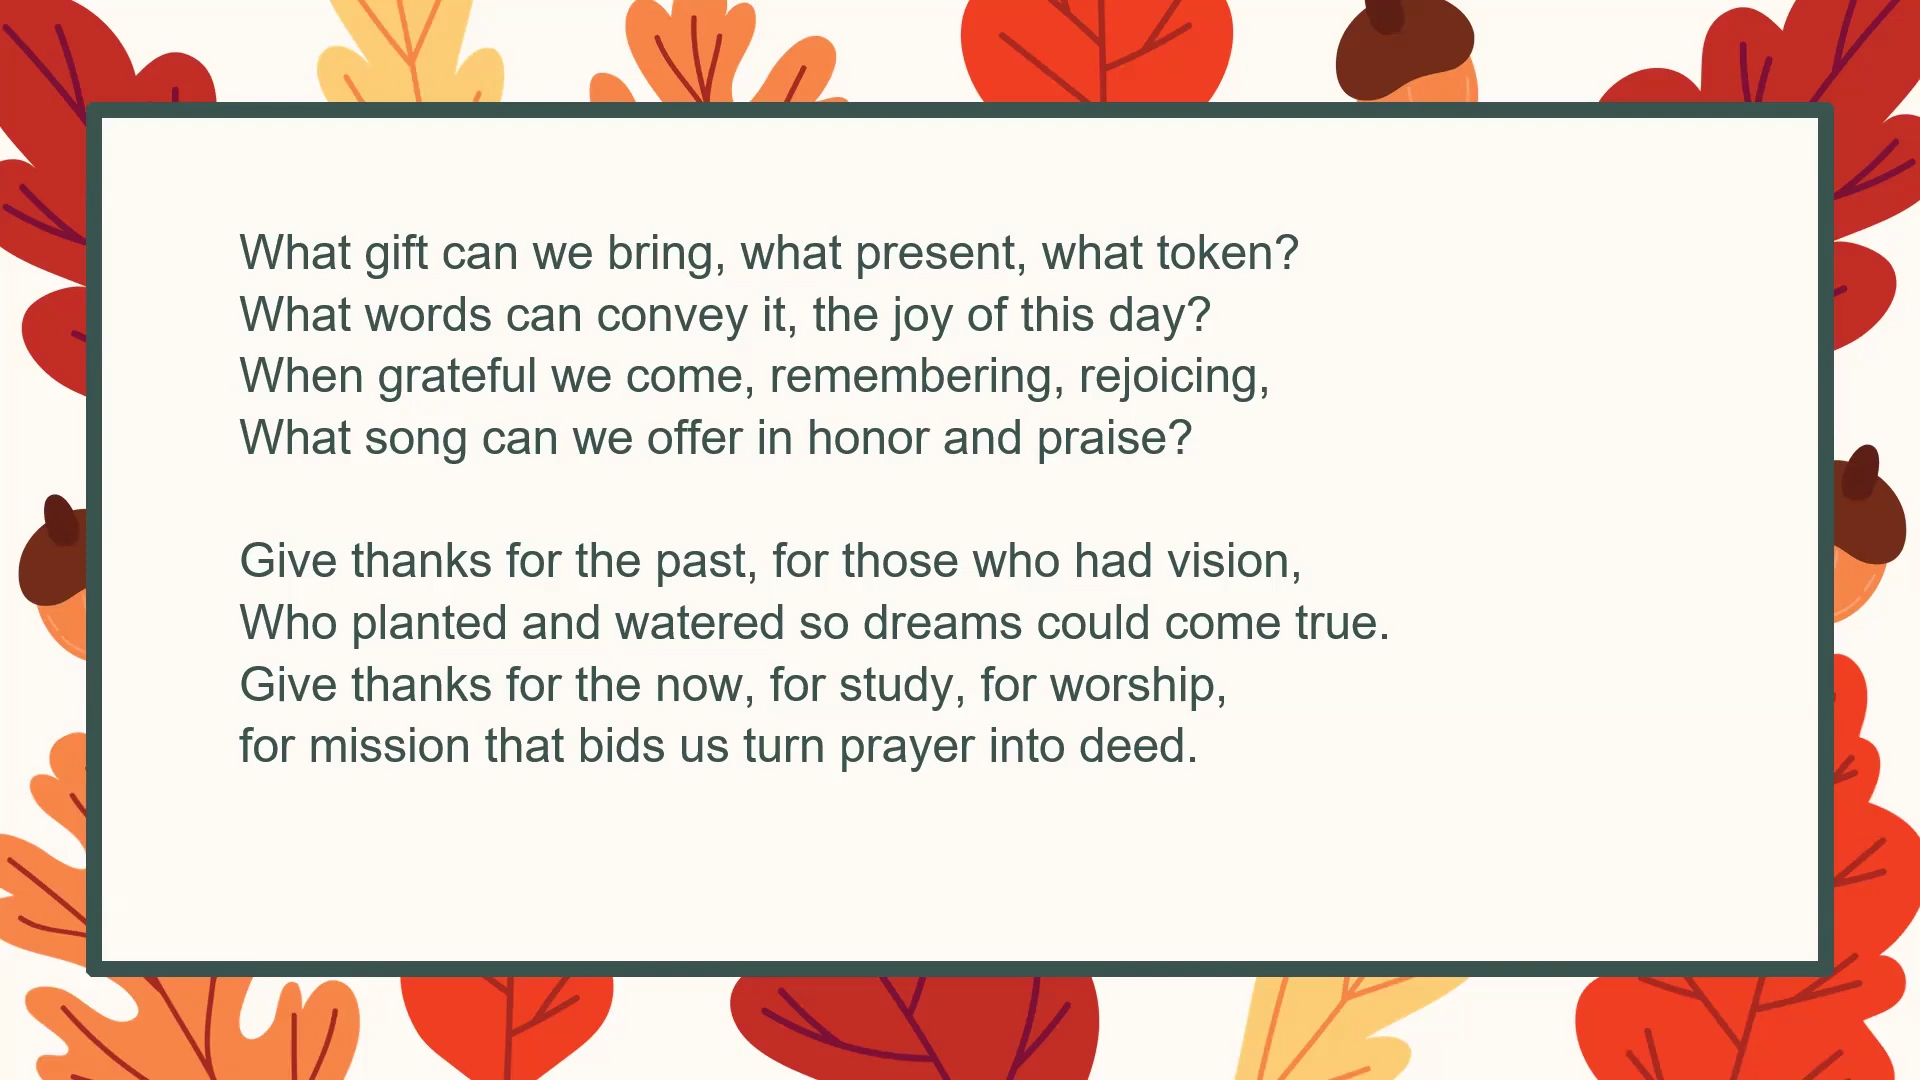 What gift can we bring, what present, what token?
What words can convey it, the joy of this day?
When grateful we come, remembering, rejoicing,
What song can we offer in honor and praise?
Give thanks for the past, for those who had vision,
Who planted and watered so dreams could come true.
Give thanks for the now, for study, for worship,
for mission that bids us turn prayer into deed.